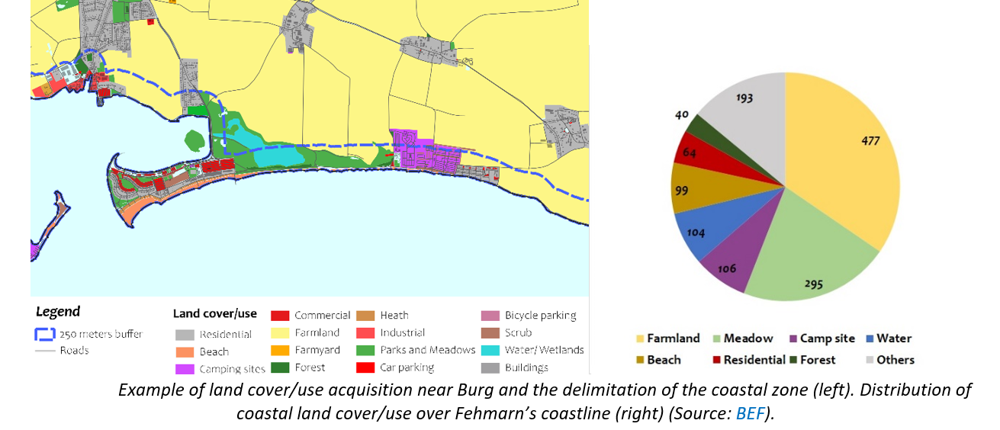 193
40
477
64
99
104
106
295
Legend
250 meters buffer
Roads
Land cover/use
Residential
Beach
Camping sites
Commercial
Farmland
Farmyard
Forest
Heath
Industrial
Parks and Meadows
Car parking
Bicycle parking
Scrub
Water/ Wetlands
Buildings
Farmland Meadow Camp site Water
Beach Residential Forest Others
Example of land cover/use acquisition near Burg and the delimitation of the coastal zone (left). Distribution of
coastal land cover/use over Fehmarn’s coastline (right) (Source: BEF).